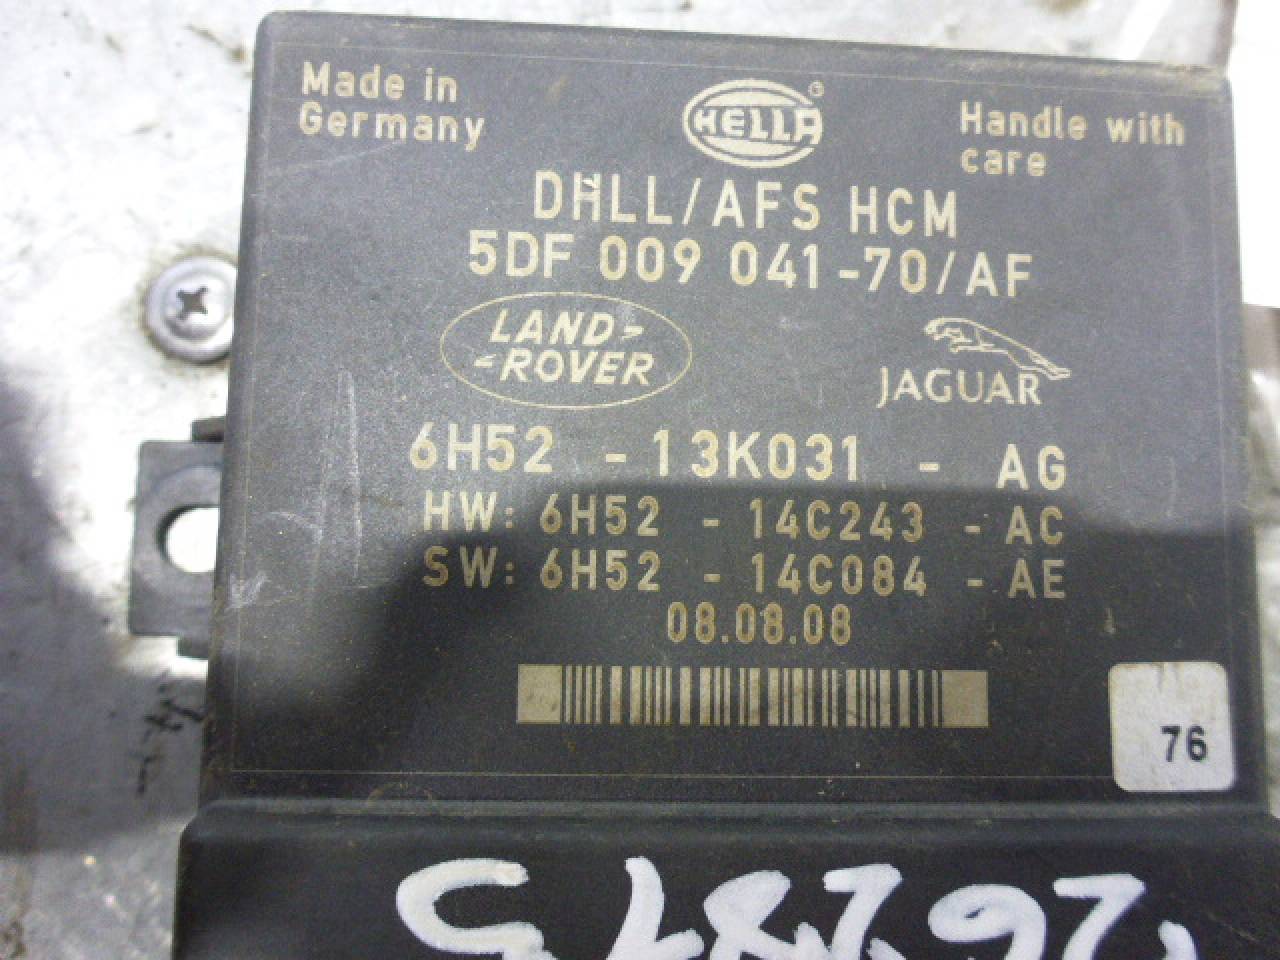 Made in
Germany
HELLA
Handle with
care
DHLL/AFS HCM
5DF 009 041-70/AF
LAND-
-ROVER
JAGUAR
6H52 - 13K031 - AG
HW: 6H52 - 14C243 - AC
SW: 6H52 - 14C084 - AE
08.08.08
76